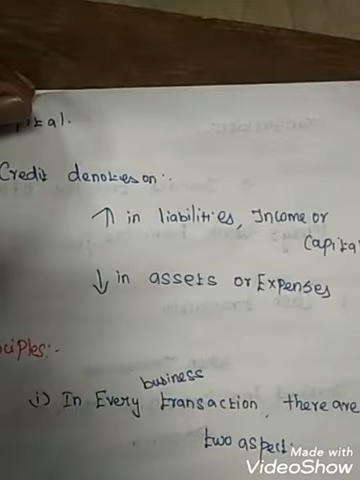 pital.
Credit denotes on:-
↑ in liabilities, Income or
Capital
↓ in assets or Expenses
ciples:-
business
i) In Every transaction, there are
two aspect.
Made with
VideoShow